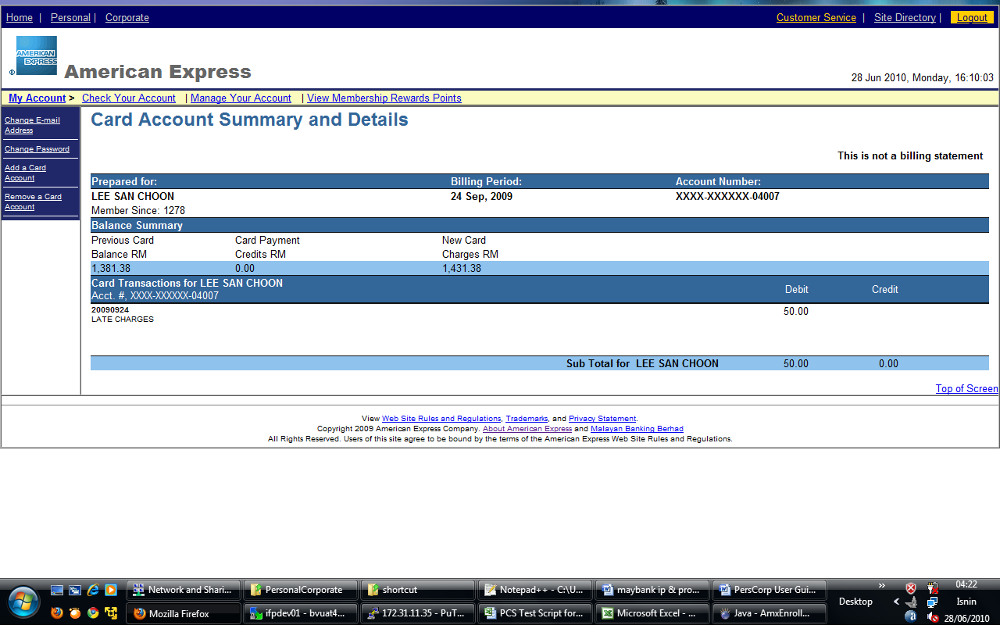 Home | Personal | Corporate Customer Service | Site Directory | Logout
AMERICAN
EXPRESS
® American Express
28 Jun 2010, Monday, 16:10:03
My Account > Check Your Account | Manage Your Account | View Membership Rewards Points
Change E-mail
Address
Change Password
Add a Card
Account
Remove a Card
Account
Card Account Summary and Details
This is not a billing statement
Prepared for: Billing Period: Account Number:
LEE SAN CHOON 24 Sep, 2009 XXXX-XXXXXX-04007
Member Since: 1278
Balance Summary
Previous Card Card Payment New Card
Balance RM Credits RM Charges RM
1,381.38 0.00 1,431.38
Card Transactions for LEE SAN CHOON
Acct. #, XXXX-XXXXXX-04007 Debit Credit
20090924
LATE CHARGES 50.00
Sub Total for LEE SAN CHOON 50.00 0.00
Top of Screen
View Web Site Rules and Regulations, Trademarks, and Privacy Statement.
Copyright 2009 American Express Company. About American Express and Malayan Banking Berhad
All Rights Reserved. Users of this site agree to be bound by the terms of the American Express Web Site Rules and Regulations.
Network and Shari... PersonalCorporate shortcut Notepad++ - C:\U... maybank ip & pro... PersCorp User Gui... » 04:22
Desktop < Isnin
Mozilla Firefox ifpdev01 - bvuat4... 172.31.11.35 - PuT... PCS Test Script for... Microsoft Excel - ... Java - AmxEnroll... 28/06/2010